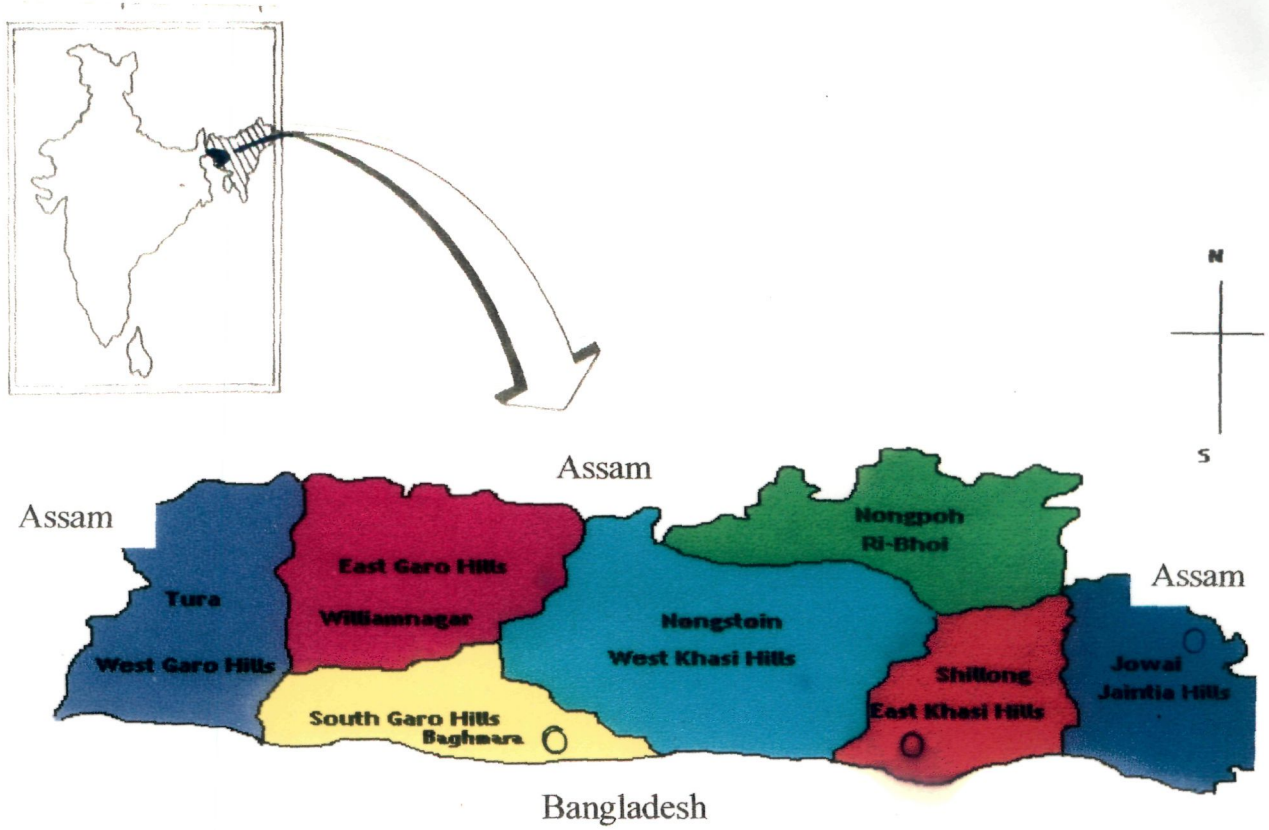 N
S
Assam
Assam
Assam
Nongpoh
Ri-Bhoi
East Garo Hills
Williamnagar
Tura
West Garo Hills
Nongstoin
West Khasi Hills
Shillong
East Khasi Hills
Jowai
Jaintia Hills
South Garo Hills
Baghmara
Bangladesh